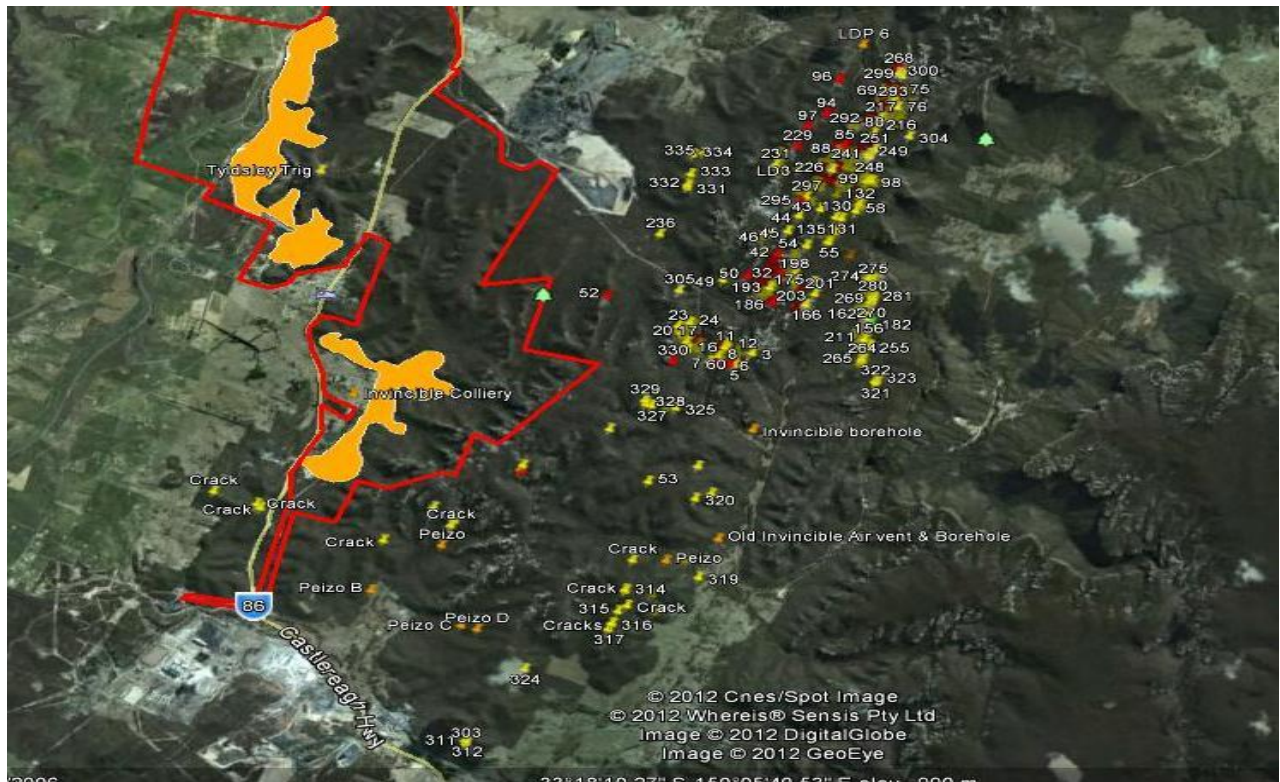 LDP 6
268
299 300
96
69 293 75
94 217 76
97 292 80 216
229 85 251 304
335 334 231 88 241 249
Tyldsley Trig 333 LD3 226 248
332 331 297 99 98
295 132
43 130 58
44
236 45 135 131
46 54
42 55
198
50 32 274 275
305 49 175
193 201 280
52 186 203 269 281
166 162 270
23 24 156 182
20 17 11 211
16 12 264 255
330 8 3 265
7 60 6 322
5 323
329 321
Invincible Colliery 328
327 325
Invincible borehole
Crack 53
Crack Crack 320
Crack
Crack Peizo Old Invincible Air vent & Borehole
Crack Peizo
319
Peizo B Crack 314
86 315 Crack
Peizo D
Peizo C Cracks 316
317
Castlereagh Hwy
324
© 2012 Cnes/Spot Image
© 2012 Whereis® Sensis Pty Ltd
303 Image © 2012 DigitalGlobe
311
312 Image © 2012 GeoEye